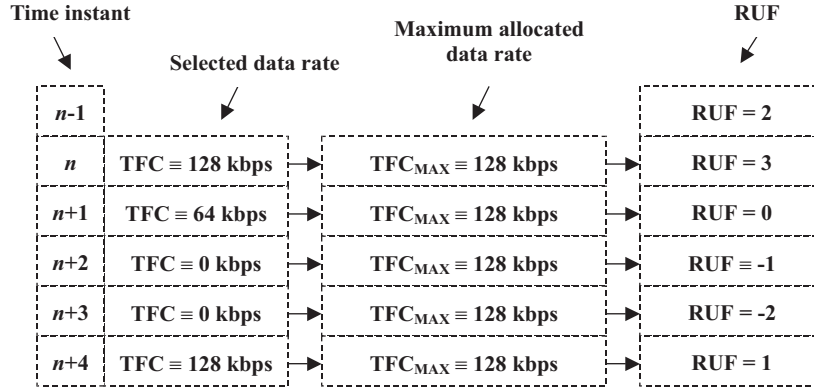 Time instant
Selected data rate
Maximum allocated
data rate
RUF
n-1 RUF = 2
n TFC ≡ 128 kbps TFCMAX ≡ 128 kbps RUF = 3
n+1 TFC ≡ 64 kbps TFCMAX ≡ 128 kbps RUF = 0
n+2 TFC ≡ 0 kbps TFCMAX ≡ 128 kbps RUF ≡ -1
n+3 TFC ≡ 0 kbps TFCMAX ≡ 128 kbps RUF = -2
n+4 TFC ≡ 128 kbps TFCMAX ≡ 128 kbps RUF = 1